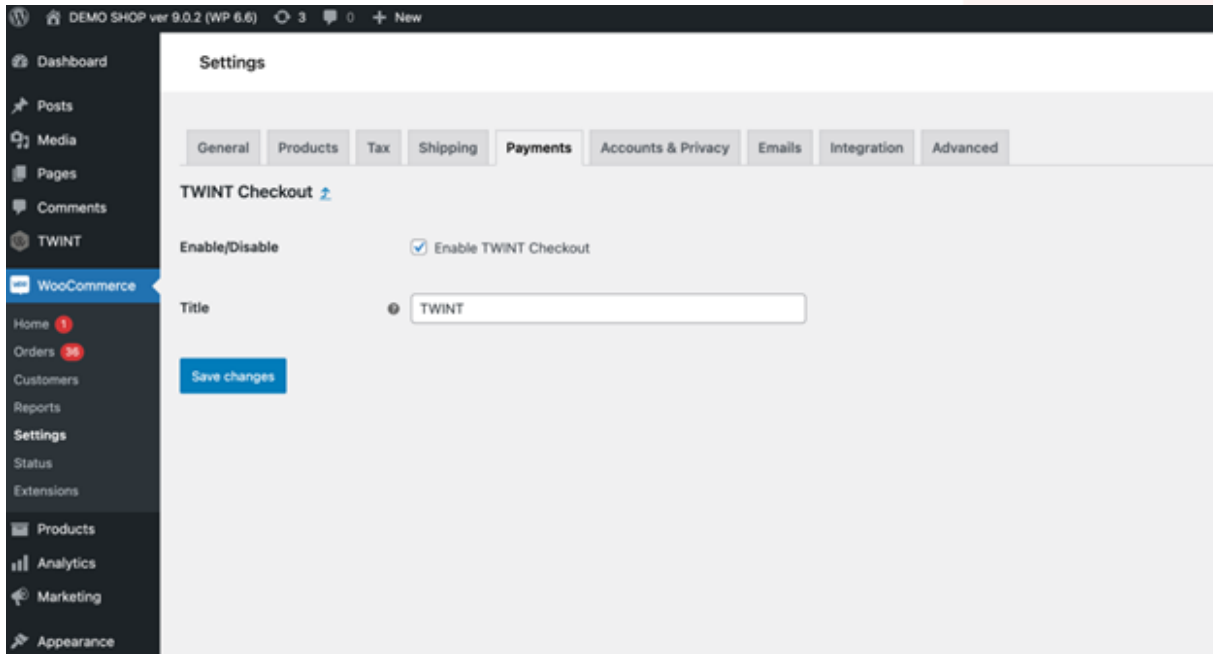 DEMO SHOP ver 9.0.2 (WP 6.6) 3 0 + New
Dashboard
Posts
Media
Pages
Comments
TWINT
WooCommerce
Home 1
Orders 36
Customers
Reports
Settings
Status
Extensions
Products
Analytics
Marketing
Appearance
Settings
General Products Tax Shipping Payments Accounts & Privacy Emails Integration Advanced
TWINT Checkout
Enable/Disable Enable TWINT Checkout
Title TWINT
Save changes